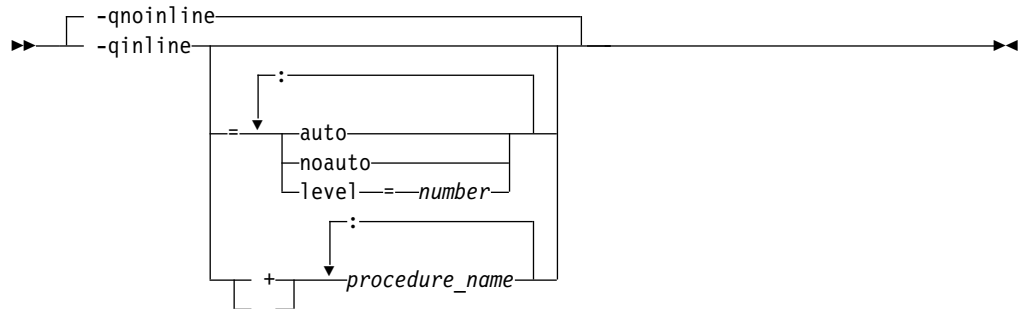 -qnoinline
-qinline
:
= auto
noauto
level = number
:
+ procedure_name